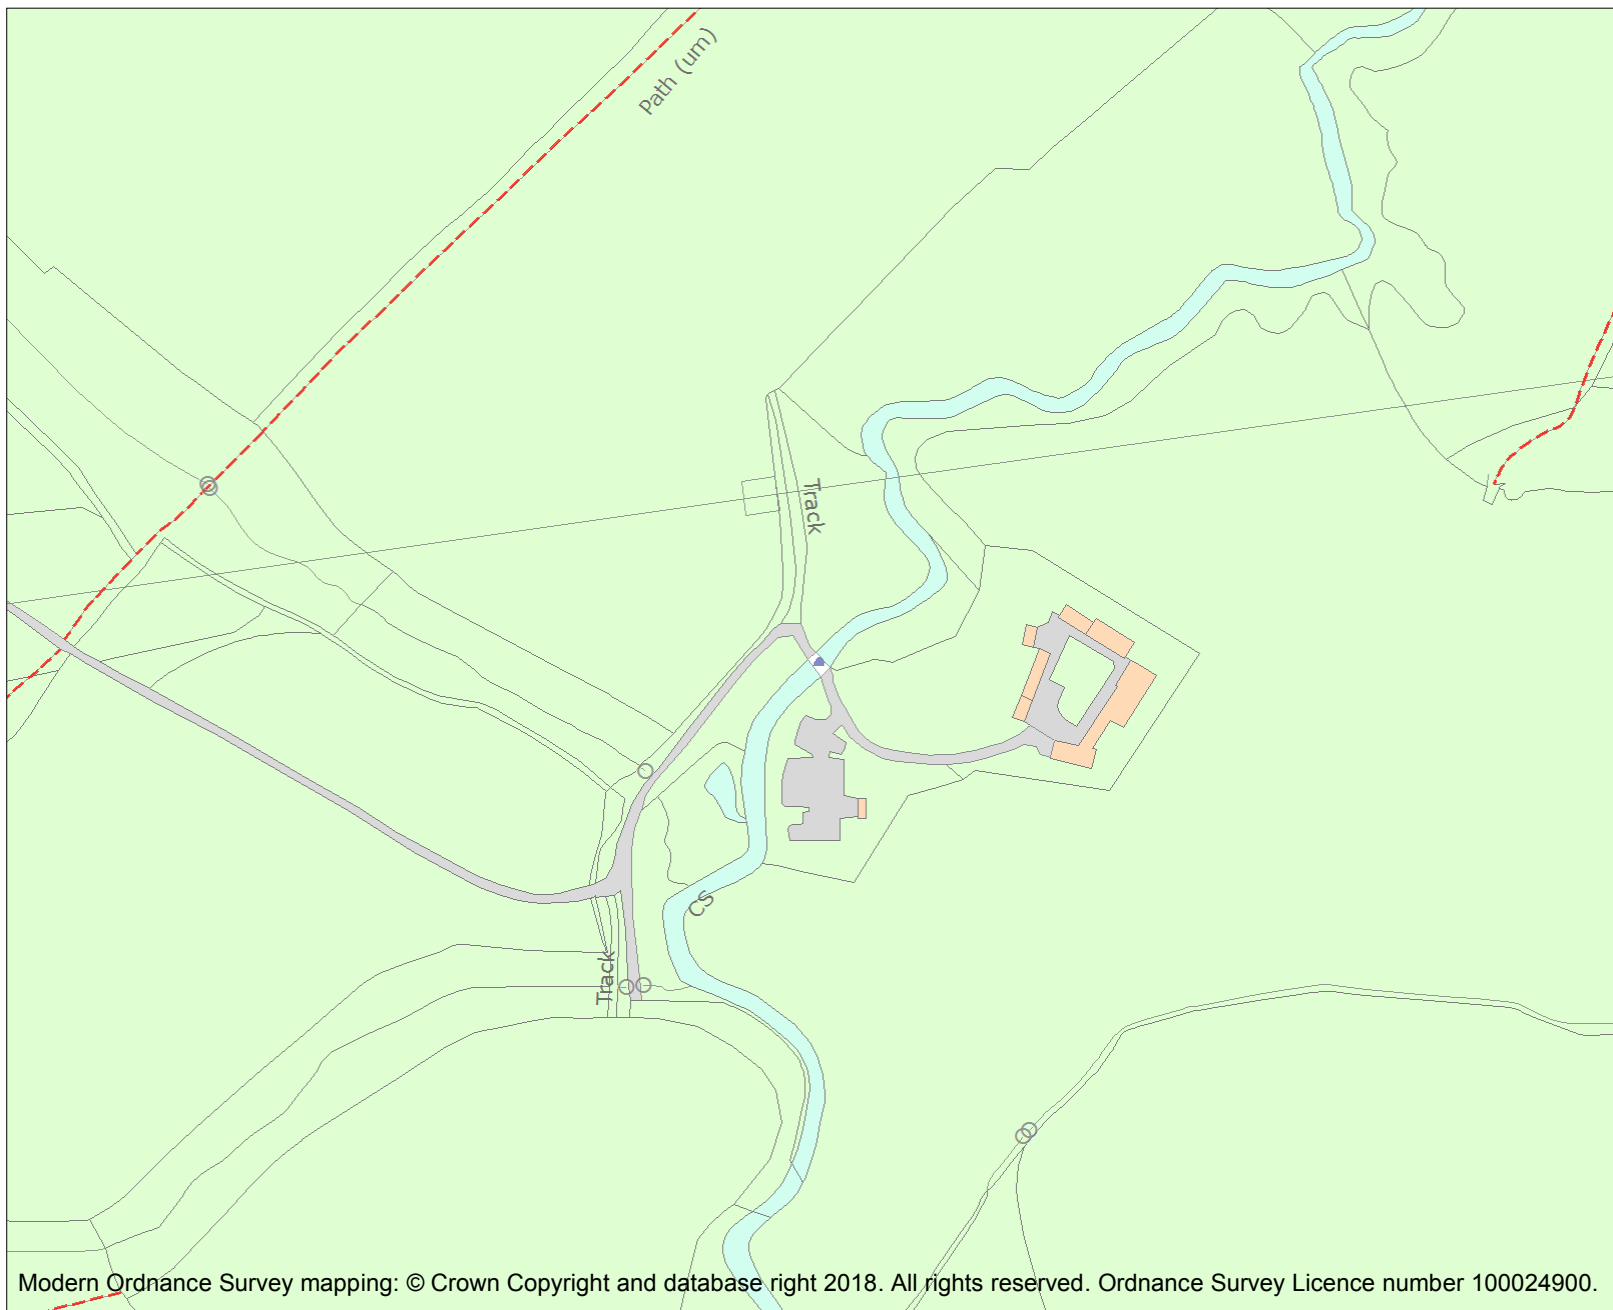 Path (um)
Track
CS
Track
Modern Ordnance Survey mapping: © Crown Copyright and database right 2018. All rights reserved. Ordnance Survey Licence number 100024900.